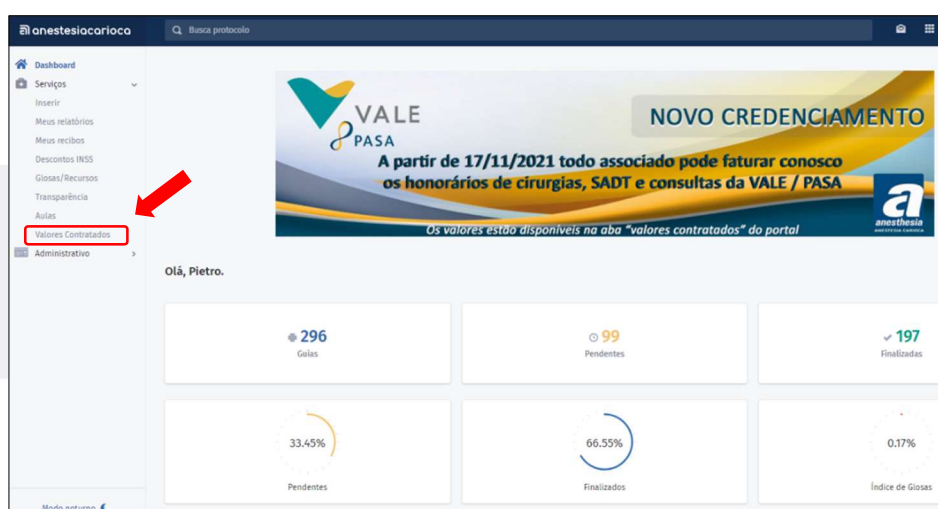 anestesiacarioca
Busca protocolo
Dashboard
Serviços
Inserir
Meus relatórios
Meus recibos
Descontos INSS
Glosas/Recursos
Transparência
Aulas
Valores Contratados
Administrativo
Modo noturno
VALE
PASA
NOVO CREDENCIAMENTO
A partir de 17/11/2021 todo associado pode faturar conosco
os honorários de cirurgias, SADT e consultas da VALE / PASA
Os valores estão disponíveis na aba "valores contratados" do portal
a
anesthesia
ANESTESIA CARIOCA
Olá, Pietro.
296
Guias
99
Pendentes
197
Finalizadas
33.45%
Pendentes
66.55%
Finalizados
0.17%
Índice de Glosas